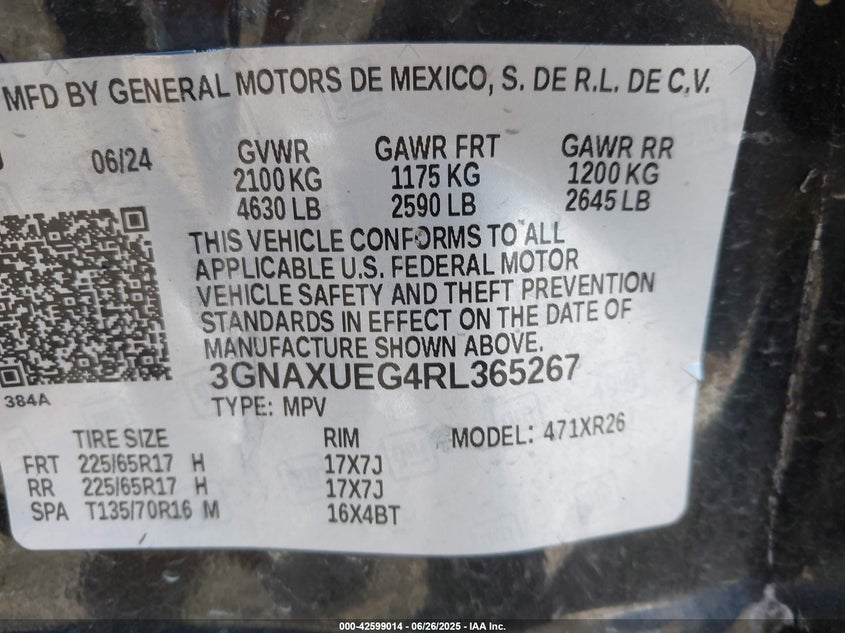 MFD BY GENERAL MOTORS DE MEXICO, S. DE R.L. DE C.V.
06/24 GVWR GAWR FRT GAWR RR
2100 KG 1175 KG 1200 KG
4630 LB 2590 LB 2645 LB
THIS VEHICLE CONFORMS TO ALL
APPLICABLE U.S. FEDERAL MOTOR
VEHICLE SAFETY AND THEFT PREVENTION
STANDARDS IN EFFECT ON THE DATE OF
MANUFACTURE SHOWN ABOVE.
3GNAXUEG4RL365267
384A
TYPE: MPV
TIRE SIZE RIM MODEL: 471XR26
FRT 225/65R17 H 17X7J
RR 225/65R17 H 17X7J
SPA T135/70R16 M 16X4BT
000-42599014 - 06/26/2025 - IAA Inc.